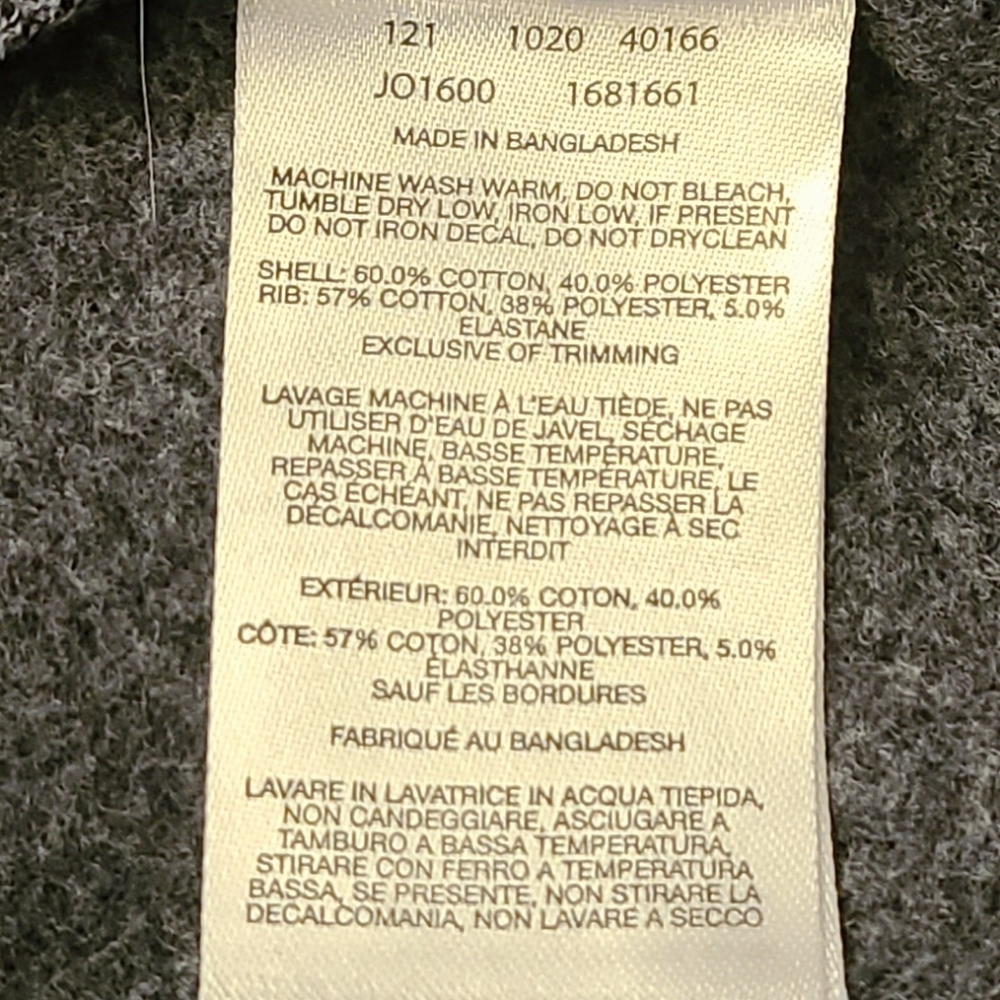 121 1020 40166
JO1600 1681661
MADE IN BANGLADESH
MACHINE WASH WARM, DO NOT BLEACH,
TUMBLE DRY LOW, IRON LOW, IF PRESENT
DO NOT IRON DECAL, DO NOT DRYCLEAN
SHELL: 60.0% COTTON, 40.0% POLYESTER
RIB: 57% COTTON, 38% POLYESTER, 5.0%
ELASTANE
EXCLUSIVE OF TRIMMING
LAVAGE MACHINE À L'EAU TIÈDE, NE PAS
UTILISER D'EAU DE JAVEL, SÉCHAGE
MACHINE, BASSE TEMPÉRATURE,
REPASSER À BASSE TEMPÉRATURE, LE
CAS ÉCHÉANT, NE PAS REPASSER LA
DÉCALCOMANIE, NETTOYAGE À SEC
INTERDIT
EXTÉRIEUR: 60.0% COTON, 40.0%
POLYESTER
CÔTE: 57% COTON, 38% POLYESTER, 5.0%
ÉLASTHANNE
SAUF LES BORDURES
FABRIQUÉ AU BANGLADESH
LAVARE IN LAVATRICE IN ACQUA TIEPIDA,
NON CANDEGGIARE, ASCIUGARE A
TAMBURO A BASSA TEMPERATURA,
STIRARE CON FERRO A TEMPERATURA
BASSA, SE PRESENTE, NON STIRARE LA
DECALCOMANIA, NON LAVARE A SECCO